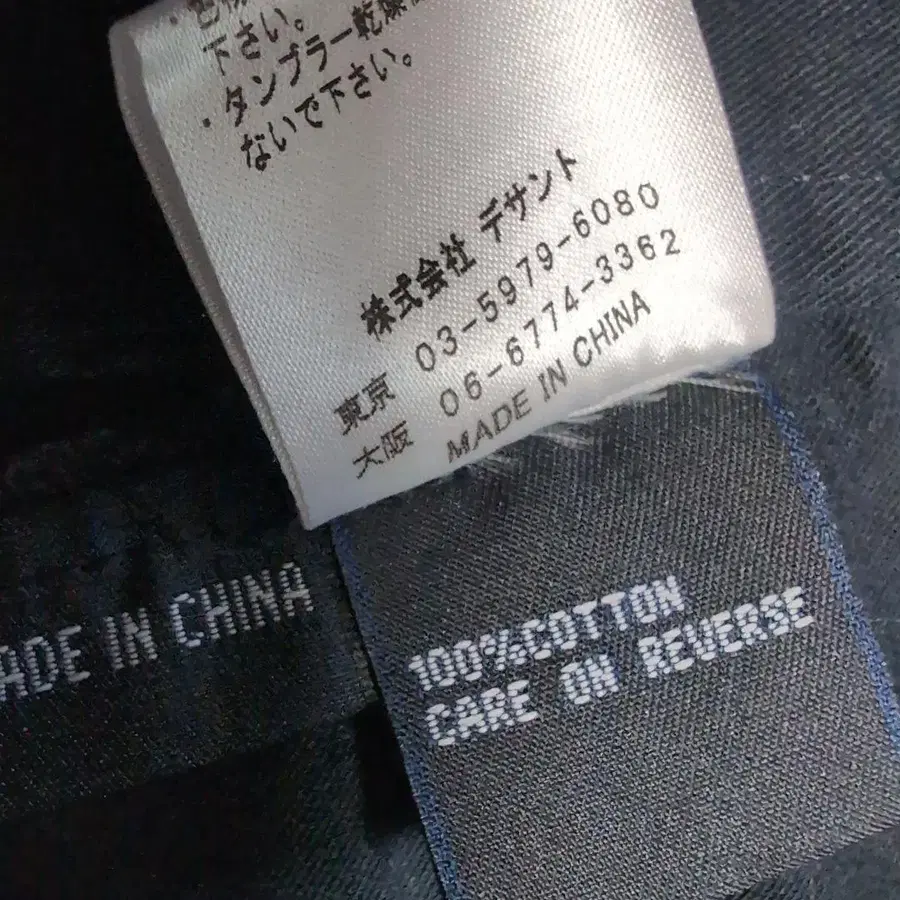 下さい。
・タンブラー乾燥は
ないで下さい。
株式会社 デサント
東京 03-5979-6080
大阪 06-6774-3362
MADE IN CHINA
ADE IN CHINA
100%COTTON
CARE ON REVERSE